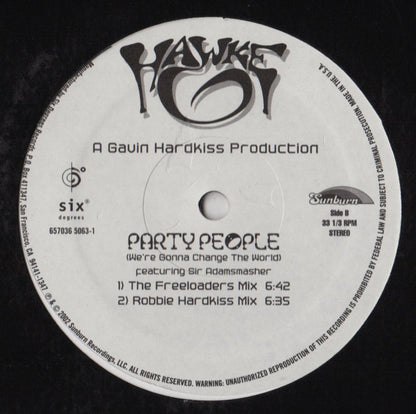 HAWKE
A Gavin Hardkiss Production
six°
degrees
657036 5063-1
Sunburn
Side B
33 1/3 RPM
STEREO
PARTY PEOPLE
(We're Gonna Change The World)
featuring Sir Adamsmasher
1) The Freeloaders Mix 6:42
2) Robbie Hardkiss Mix 6:35
P.O. Box 411347, San Francisco, CA 94141-1347 ℗ & © 2002 Sunburn Recordings, LLC. ALL RIGHTS RESERVED. WARNING: UNAUTHORIZED REPRODUCTION OF THIS RECORDING IS PROHIBITED BY FEDERAL LAW AND SUBJECT TO CRIMINAL PROSECUTION. MADE IN THE U.S.A.